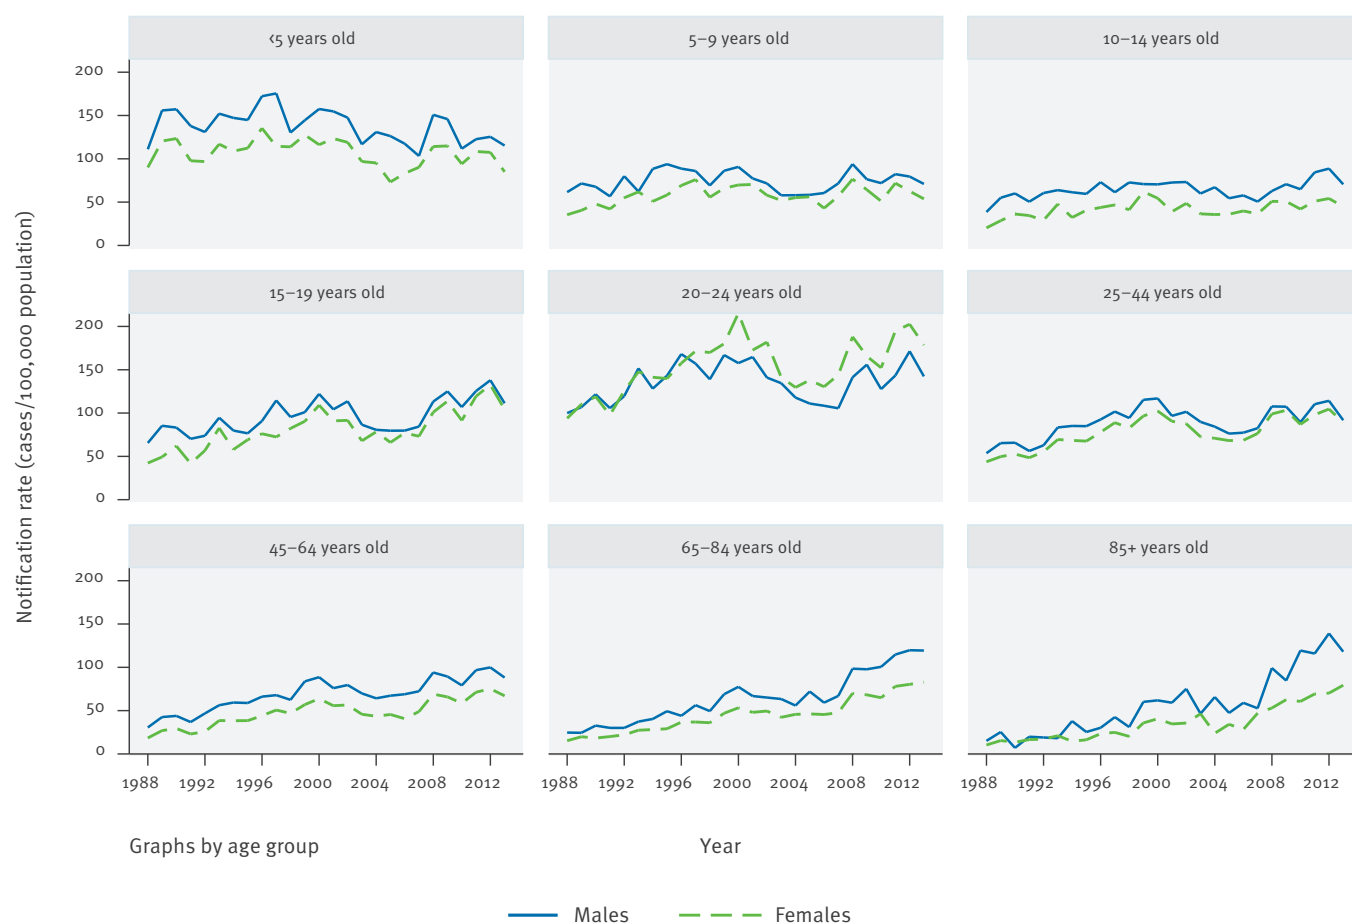 <5 years old
5–9 years old
10–14 years old
200
150
100
50
0
15–19 years old
20–24 years old
25–44 years old
200
150
100
50
0
45–64 years old
65–84 years old
85+ years old
200
150
100
50
0
1988 1992 1996 2000 2004 2008 2012
1988 1992 1996 2000 2004 2008 2012
1988 1992 1996 2000 2004 2008 2012
Notification rate (cases/100,000 population)
Graphs by age group
Year
Males
Females